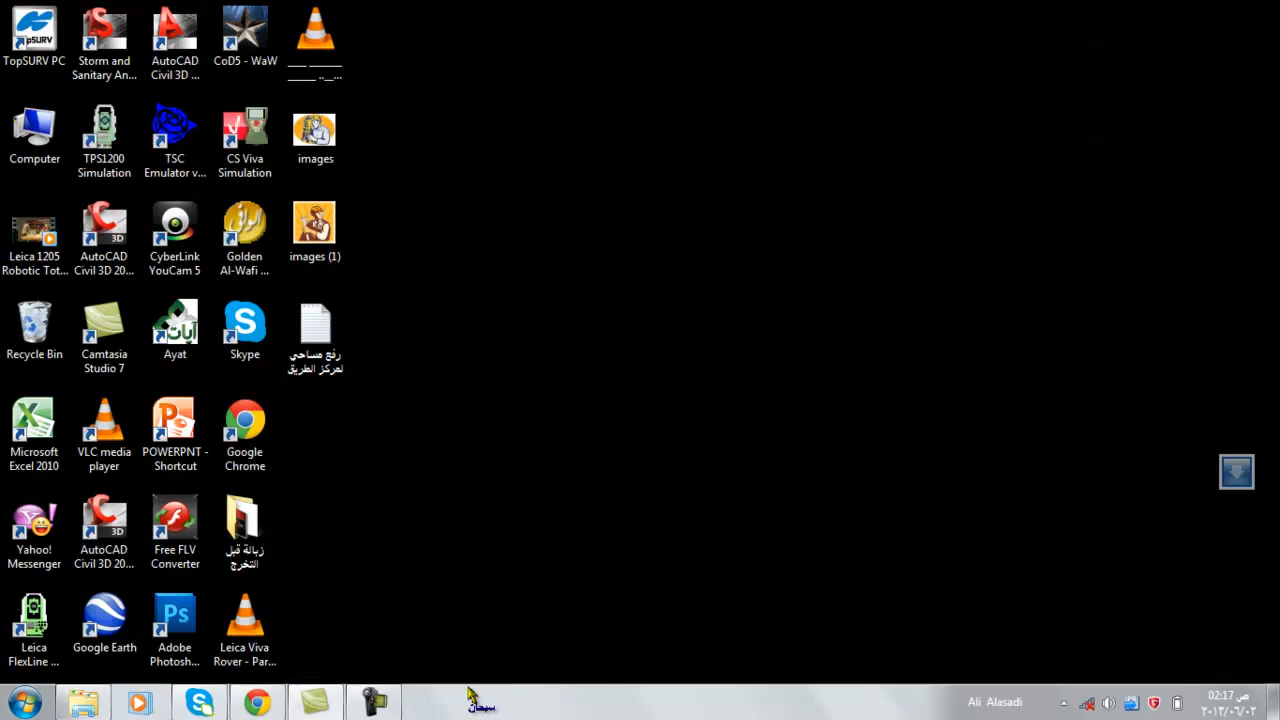 TopSURV PC
Storm and
Sanitary An...
AutoCAD
Civil 3D ...
CoD5 - WaW
Computer
TPS1200
Simulation
TSC
Emulator v...
CS Viva
Simulation
images
Leica 1205
Robotic Tot...
AutoCAD
Civil 3D 20...
CyberLink
YouCam 5
Golden
Al-Wafi ...
images (1)
Recycle Bin
Camtasia
Studio 7
Ayat
Skype
رفع مساحي
لمركز الطريق
Microsoft
Excel 2010
VLC media
player
POWERPNT -
Shortcut
Google
Chrome
Yahoo!
Messenger
AutoCAD
Civil 3D 20...
Free FLV
Converter
زبالة قبل
التخرج
Leica
FlexLine ...
Google Earth
Adobe
Photosh...
Leica Viva
Rover - Par...
سبحان
Ali Alasadi
02:17 ص
٢٠١٣/٠٦/٠٢